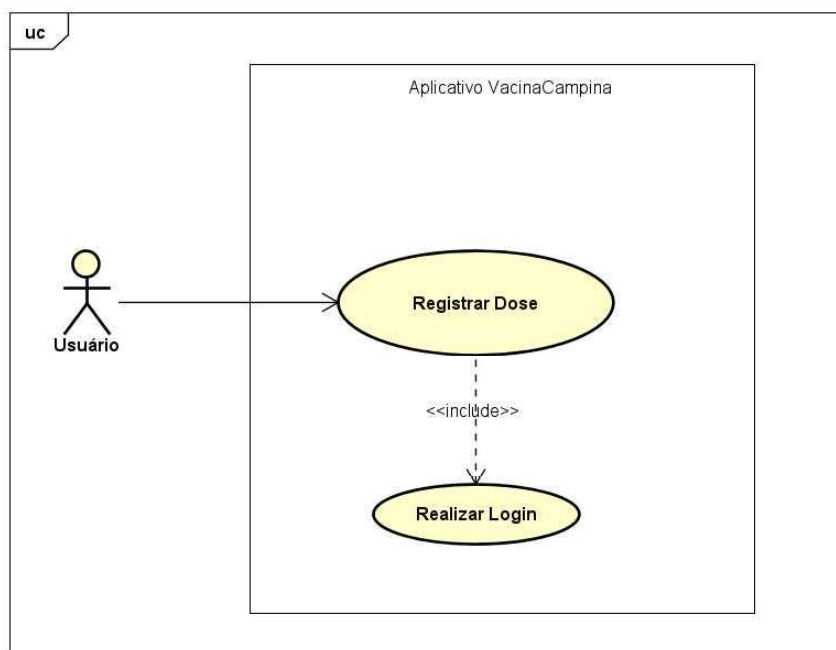 uc
Aplicativo VacinaCampina
Registrar Dose
Usuário
<<include>>
Realizar Login